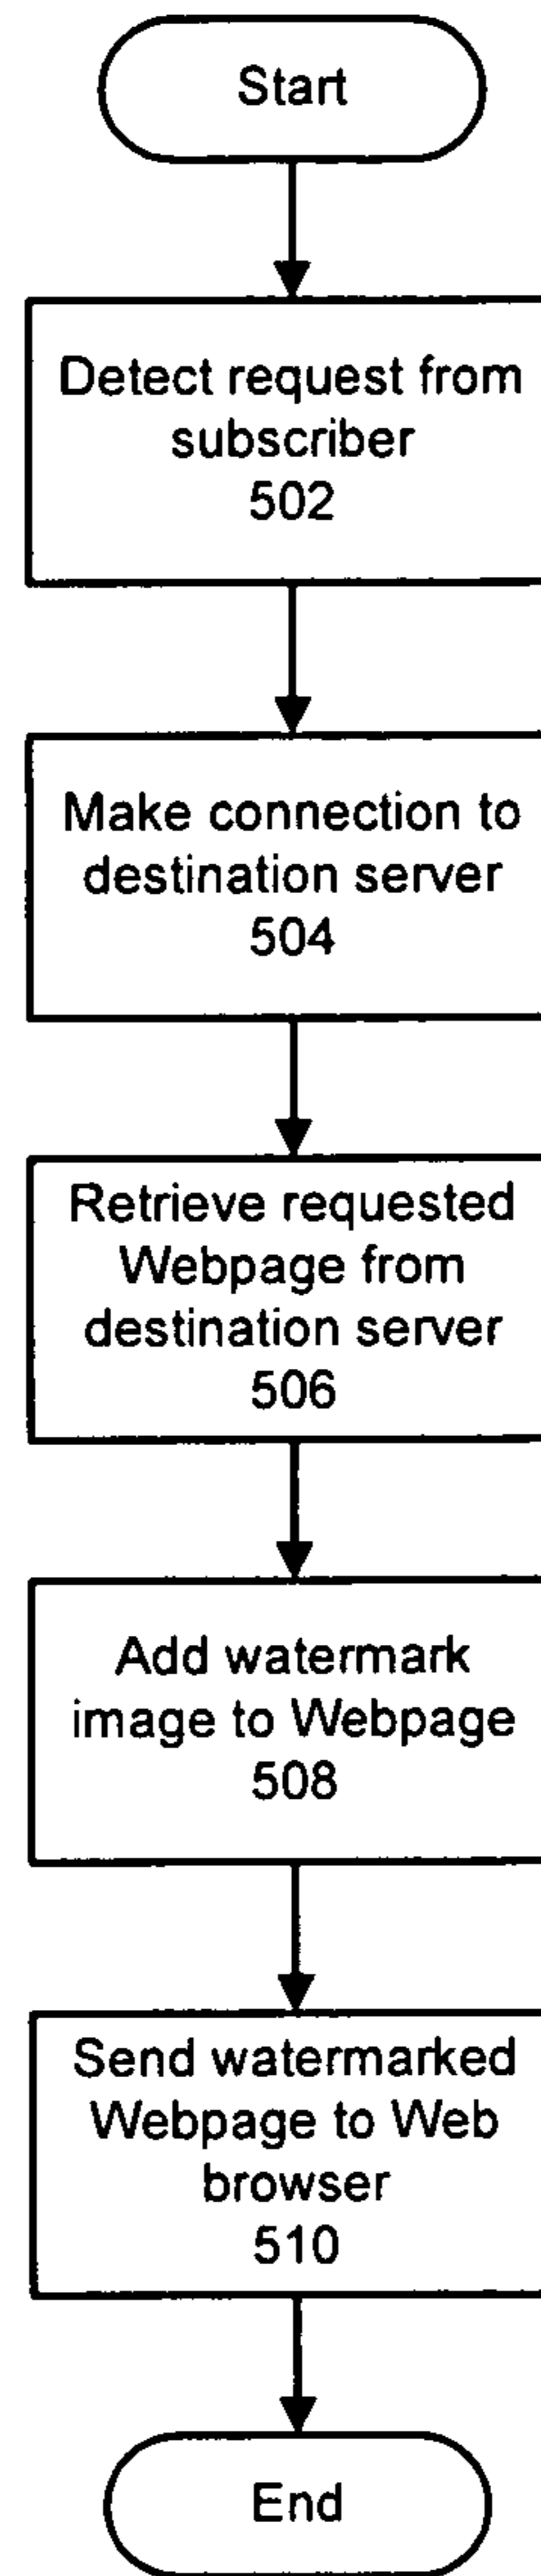 Start
Detect request from
subscriber
502
Make connection to
destination server
504
Retrieve requested
Webpage from
destination server
506
Add watermark
image to Webpage
508
Send watermarked
Webpage to Web
browser
510
End